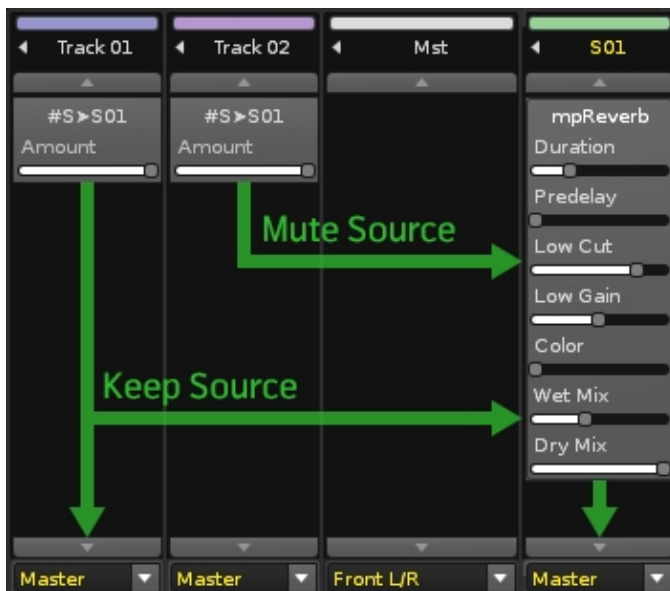 Track 01
Track 02
Mst
S01
#S➤S01
Amount
#S➤S01
Amount
mpReverb
Duration
Predelay
Low Cut
Low Gain
Color
Wet Mix
Dry Mix
Mute Source
Keep Source
Master
Master
Front L/R
Master